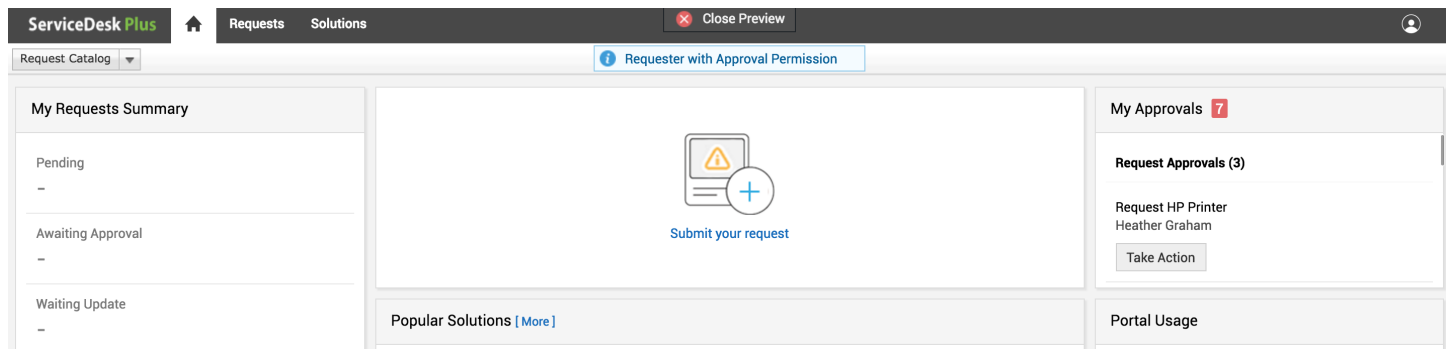 ServiceDesk Plus
Requests
Solutions
Close Preview
Request Catalog
Requester with Approval Permission
My Requests Summary
Pending
-
Awaiting Approval
-
Waiting Update
-
Submit your request
Popular Solutions [ More ]
My Approvals 7
Request Approvals (3)
Request HP Printer
Heather Graham
Take Action
Portal Usage